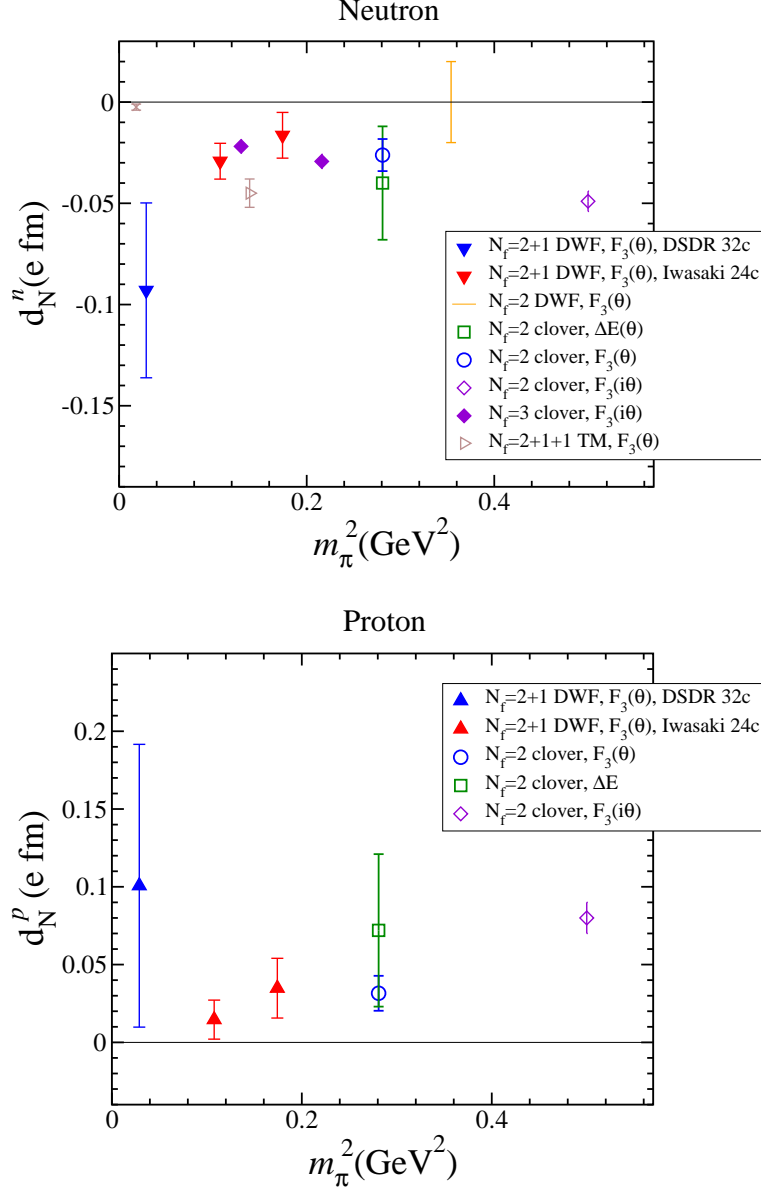 Neutron
0
-0.05
-0.1
-0.15
d_N^n (e fm)
N_f=2+1 DWF, F_3(θ), DSDR 32c
N_f=2+1 DWF, F_3(θ), Iwasaki 24c
N_f=2 DWF, F_3(θ)
N_f=2 clover, ΔE(θ)
N_f=2 clover, F_3(θ)
N_f=2 clover, F_3(iθ)
N_f=3 clover, F_3(iθ)
N_f=2+1+1 TM, F_3(θ)
0 0.2 0.4
m_π^2(GeV^2)
Proton
0.2
0.15
0.1
0.05
0
d_N^p (e fm)
N_f=2+1 DWF, F_3(θ), DSDR 32c
N_f=2+1 DWF, F_3(θ), Iwasaki 24c
N_f=2 clover, F_3(θ)
N_f=2 clover, ΔE
N_f=2 clover, F_3(iθ)
0 0.2 0.4
m_π^2(GeV^2)